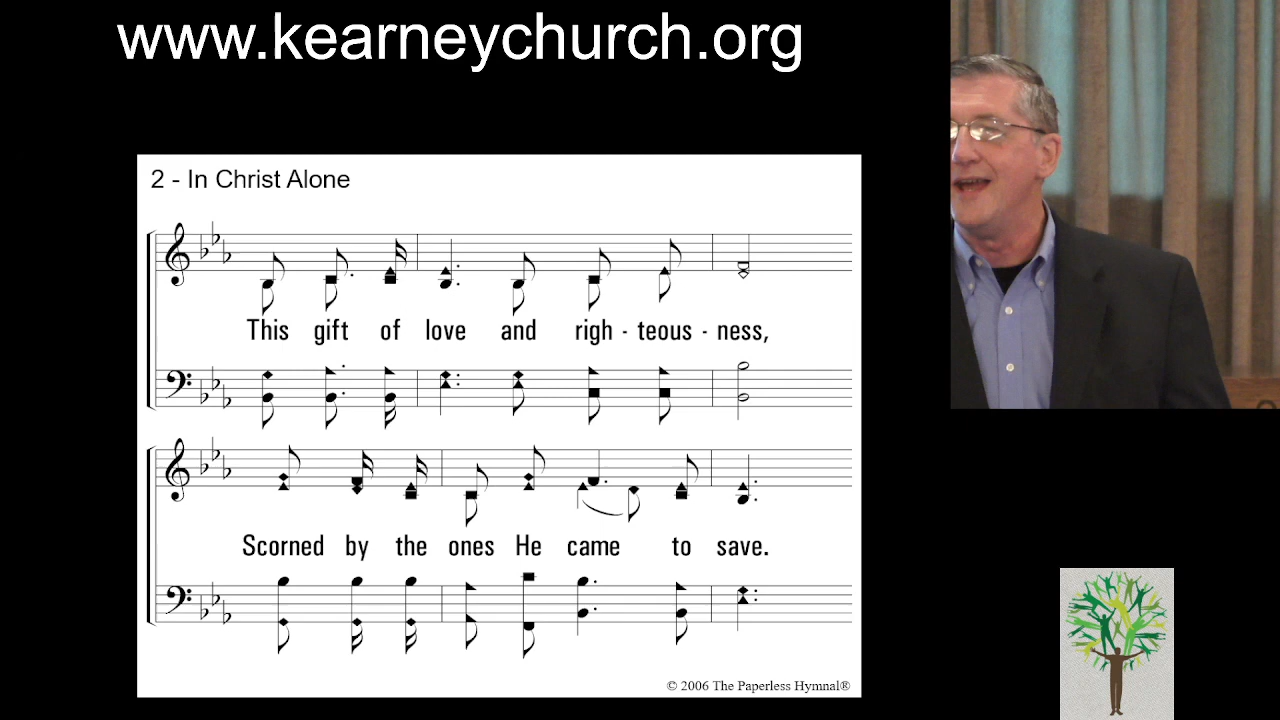 www.kearneychurch.org
2 - In Christ Alone
This gift of love and righ - teous - ness,
Scorned by the ones He came to save.
© 2006 The Paperless Hymnal®